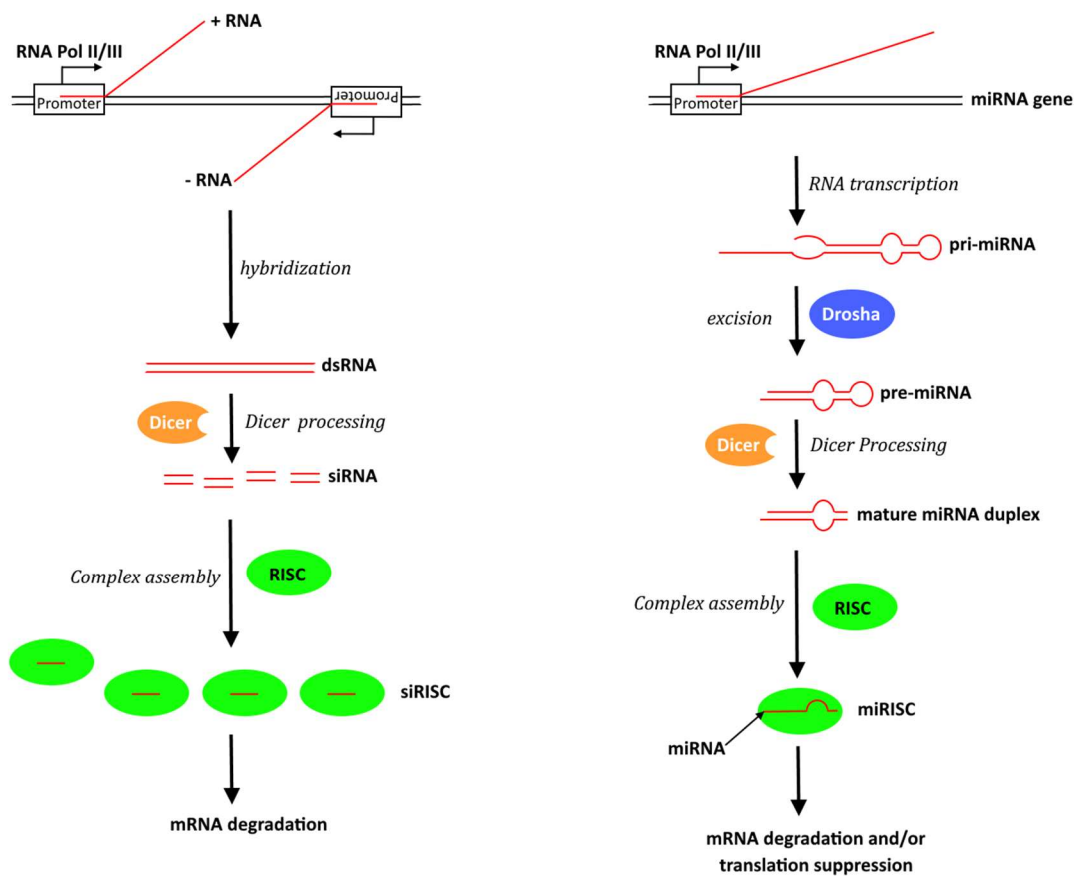 + RNA
RNA Pol II/III
Promoter
Promoter
- RNA
hybridization
dsRNA
Dicer
Dicer processing
siRNA
Complex assembly
RISC
siRISC
mRNA degradation
RNA Pol II/III
Promoter
miRNA gene
RNA transcription
pri-miRNA
excision
Drosha
pre-miRNA
Dicer
Dicer Processing
mature miRNA duplex
Complex assembly
RISC
miRISC
miRNA
mRNA degradation and/or
translation suppression